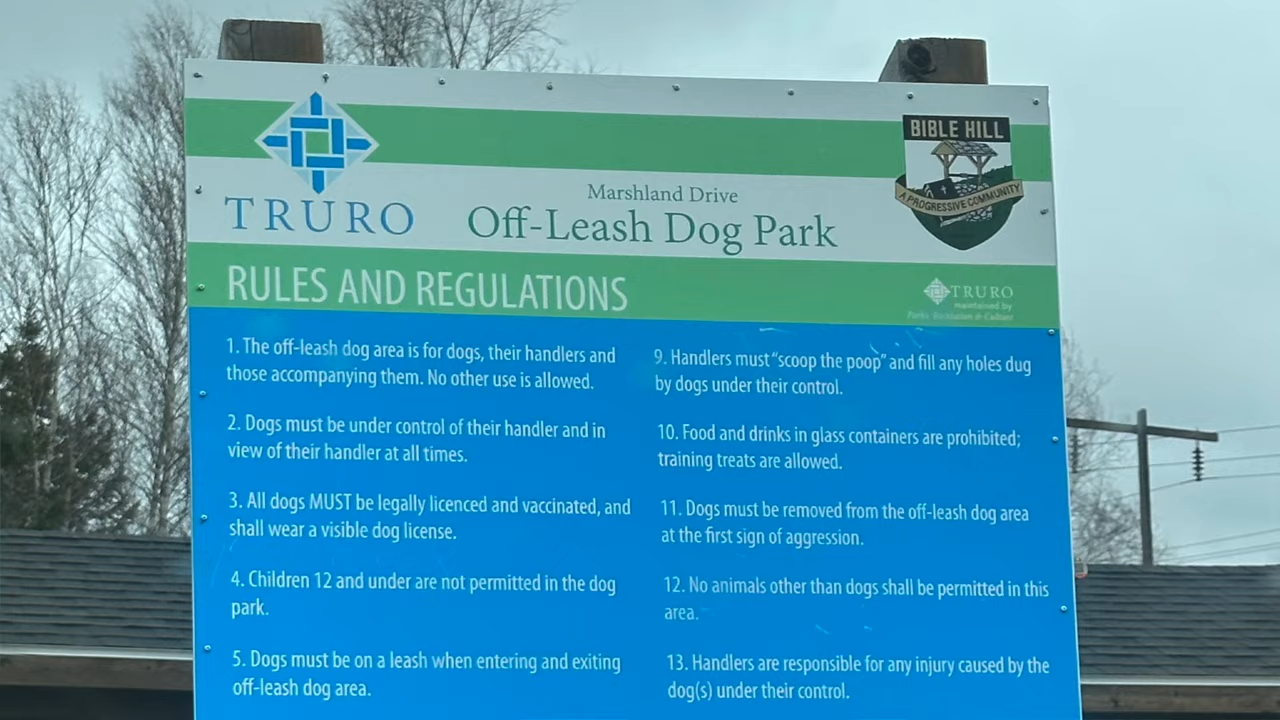 TRURO
Marshland Drive
Off-Leash Dog Park
BIBLE HILL
A PROGRESSIVE COMMUNITY
RULES AND REGULATIONS
TRURO
maintained by
Parks, Recreation & Culture
1. The off-leash dog area is for dogs, their handlers and
those accompanying them. No other use is allowed.
2. Dogs must be under control of their handler and in
view of their handler at all times.
3. All dogs MUST be legally licenced and vaccinated, and
shall wear a visible dog license.
4. Children 12 and under are not permitted in the dog
park.
5. Dogs must be on a leash when entering and exiting
off-leash dog area.
9. Handlers must “scoop the poop” and fill any holes dug
by dogs under their control.
10. Food and drinks in glass containers are prohibited;
training treats are allowed.
11. Dogs must be removed from the off-leash dog area
at the first sign of aggression.
12. No animals other than dogs shall be permitted in this
area.
13. Handlers are responsible for any injury caused by the
dog(s) under their control.